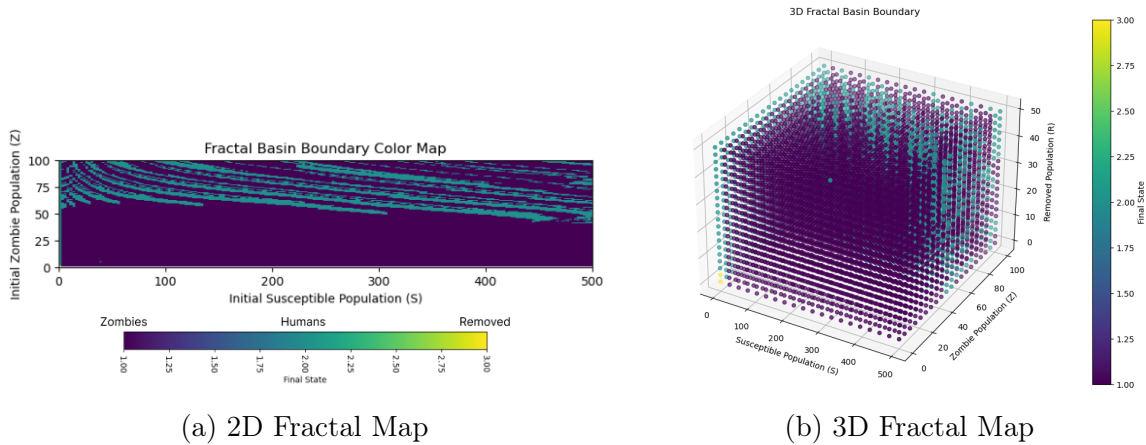 Fractal Basin Boundary Color Map
Initial Zombie Population (Z)
100
75
50
25
0
0 100 200 300 400 500
Initial Susceptible Population (S)
Zombies Humans Removed
1.00 1.25 1.50 1.75 2.00 2.25 2.50 2.75 3.00
Final State
(a) 2D Fractal Map
3D Fractal Basin Boundary
50
40
30
20
10
0
Removed Population (R)
100
80
60
40
20
0
Zombie Population (Z)
0 100 200 300 400 500
Susceptible Population (S)
3.00
2.75
2.50
2.25
2.00
1.75
1.50
1.25
1.00
Final State
(b) 3D Fractal Map